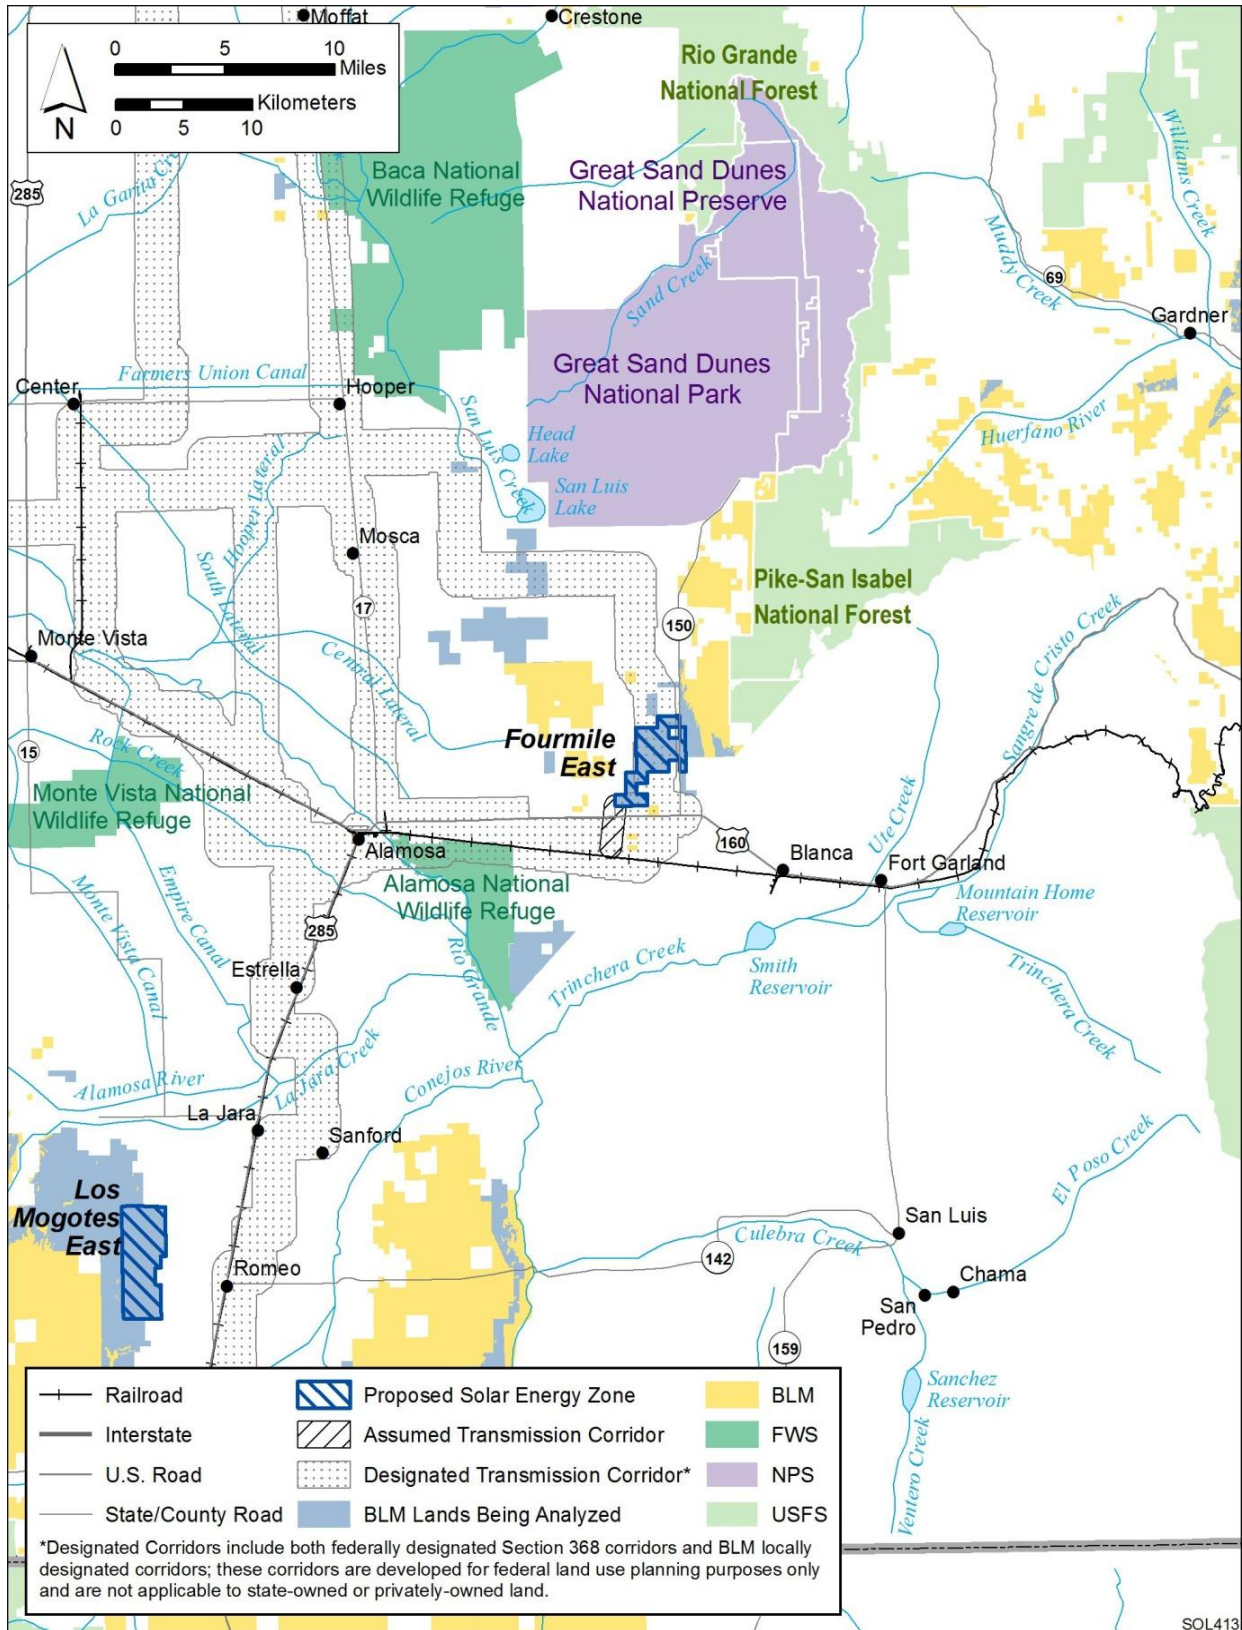 Moffat
Crestone
0 5 10
Miles
Kilometers
0 5 10
N
Rio Grande
National Forest
285
La Garita Cre
Baca National
Wildlife Refuge
Great Sand Dunes
National Preserve
Williams Creek
Muddy Creek
69
Sand Creek
Gardner
Great Sand Dunes
National Park
Center
Farmers Union Canal
Hooper
San Luis Creek
Head
Lake
Huerfano River
Hooper Lateral
San Luis
Lake
Mosca
South Lateral
17
Pike-San Isabel
National Forest
150
Monte Vista
Central Lateral
Sangre de Cristo Creek
15
Rock Creek
Fourmile
East
Monte Vista National
Wildlife Refuge
Alamosa
160
Blanca
Ute Creek
Fort Garland
Empire Canal
Alamosa National
Wildlife Refuge
Mountain Home
Reservoir
Monte Vista Canal
285
Rio Grande
Estrella
Trinchera Creek
Smith
Reservoir
Trinchera Creek
Alamosa River
La Jara Creek
Conejos River
La Jara
Sanford
El Poso Creek
Los
Mogotes
East
San Luis
Culebra Creek
142
Romeo
Chama
San
Pedro
159
Sanchez
Reservoir
Ventero Creek
Railroad
Interstate
U.S. Road
State/County Road
Proposed Solar Energy Zone
Assumed Transmission Corridor
Designated Transmission Corridor*
BLM Lands Being Analyzed
BLM
FWS
NPS
USFS
*Designated Corridors include both federally designated Section 368 corridors and BLM locally
designated corridors; these corridors are developed for federal land use planning purposes only
and are not applicable to state-owned or privately-owned land.
SOL413